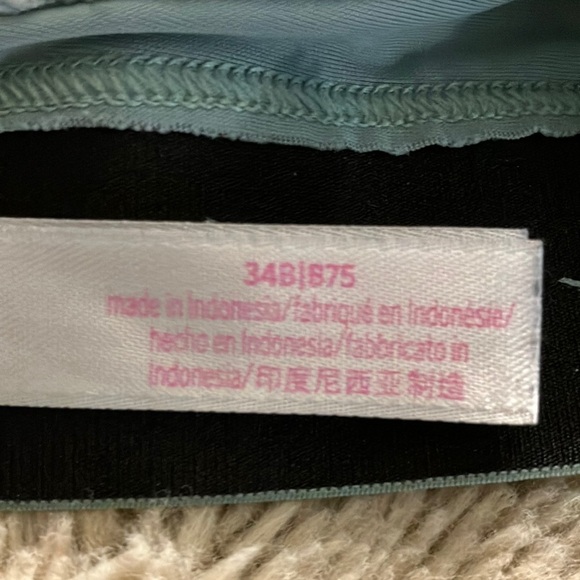 34B|B75
made in Indonesia/fabriqué en Indonésie/
hecho en Indonesia/fabbricato in
Indonesia/印度尼西亚制造